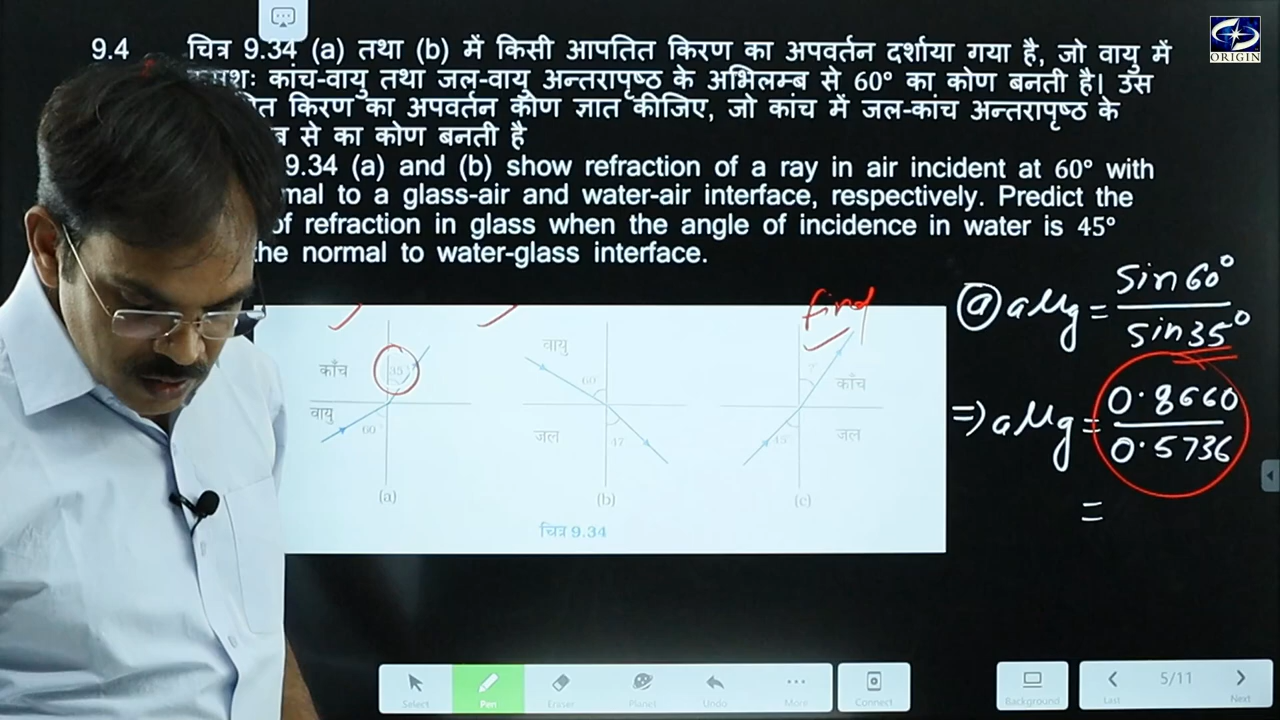 9.4 चित्र 9.34 (a) तथा (b) में किसी आपतित किरण का अपवर्तन दर्शाया गया है, जो वायु में
काच-वायु तथा जल-वायु अन्तरापृष्ठ के अभिलम्ब से 60° का कोण बनती है। उस
किरण का अपवर्तन कोण ज्ञात कीजिए, जो कांच में जल-कांच अन्तरापृष्ठ के
से का कोण बनती है
9.34 (a) and (b) show refraction of a ray in air incident at 60° with
to a glass-air and water-air interface, respectively. Predict the
of refraction in glass when the angle of incidence in water is 45°
the normal to water-glass interface.
ORIGIN
find
काँच
35°
वायु
60°
(a)
वायु
60°
जल
47
(b)
?
काँच
45°
जल
(c)
चित्र 9.34
(a) aμg = sin60° / sin35°
⇒ aμg = 0.8660 / 0.5736
=
Select
Pen
Eraser
Planet
Undo
More
Connect
Background
Last
5/11
Next